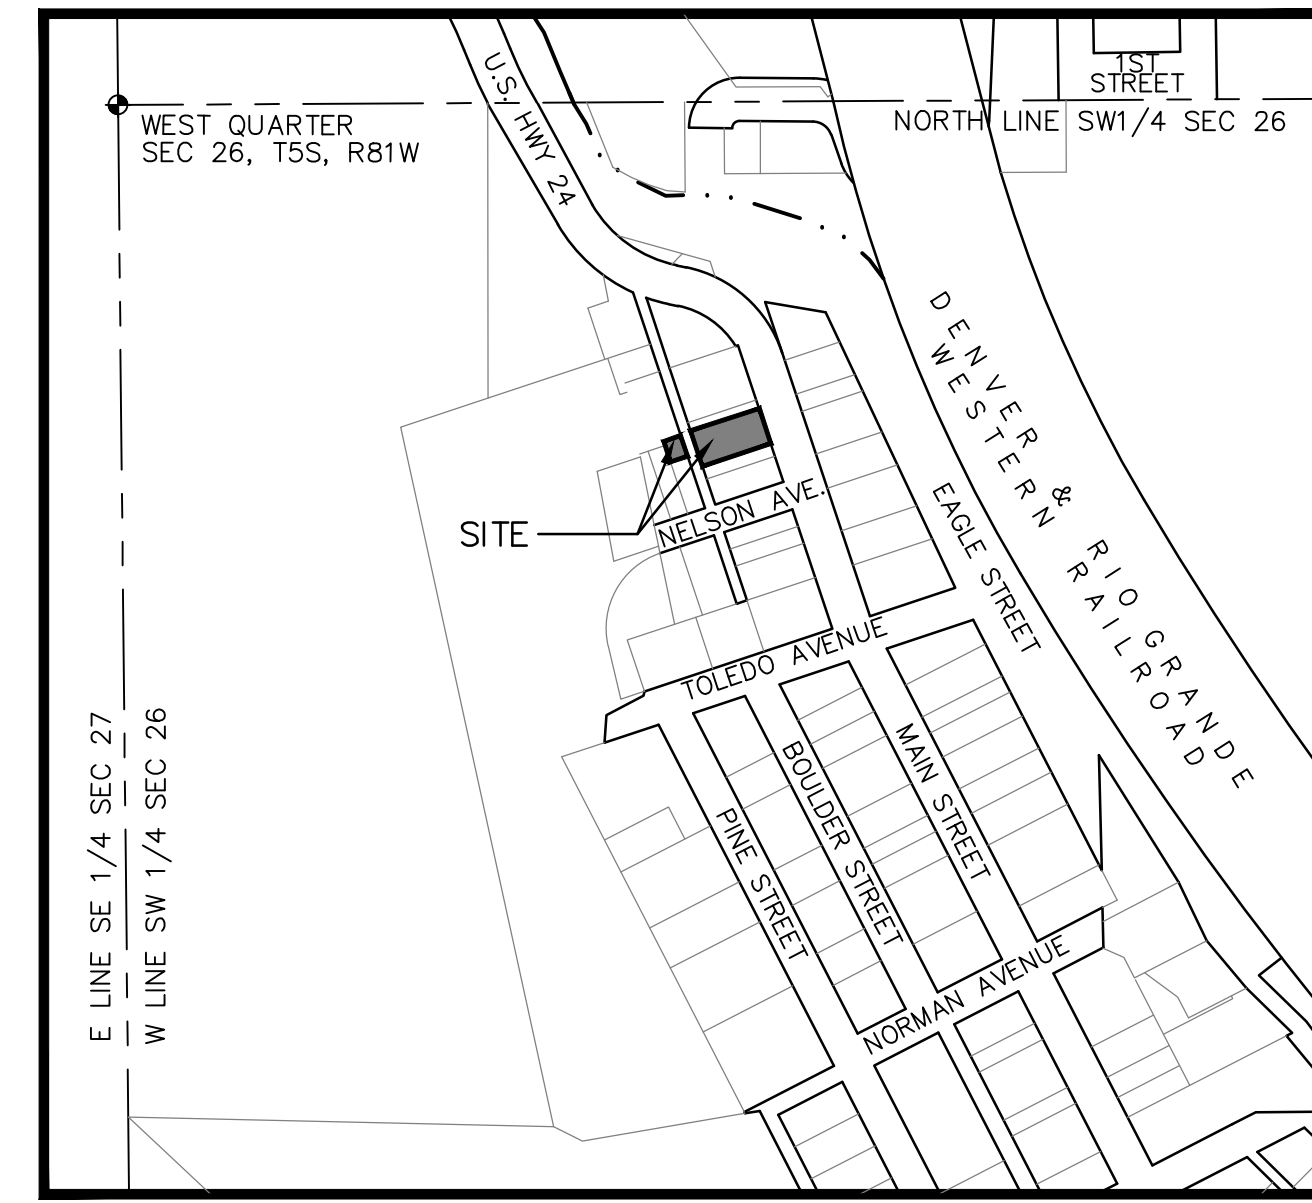 1ST
STREET
U.S. HWY 24
WEST QUARTER
SEC 26, T5S, R81W
NORTH LINE SW1/4 SEC 26
DENVER & RIO GRANDE
WESTERN RAILROAD
SITE
NELSON AVE.
EAGLE STREET
TOLEDO AVENUE
MAIN STREET
BOULDER STREET
PINE STREET
NORMAN AVENUE
E LINE SE 1/4 SEC 27
W LINE SW 1/4 SEC 26